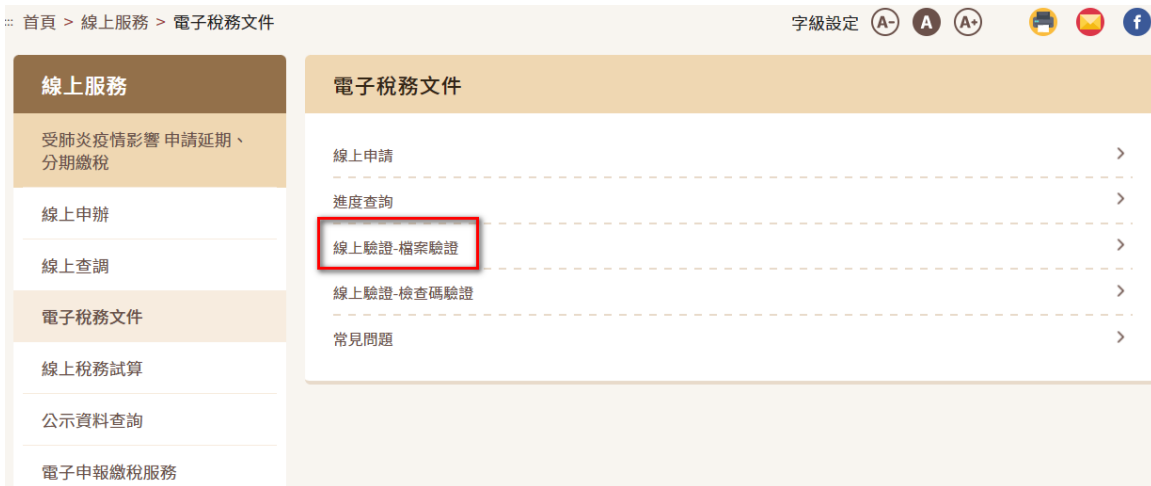 首頁 > 線上服務 > 電子稅務文件
字級設定 A- A A+ f
線上服務
受肺炎疫情影響 申請延期、
分期繳稅
線上申辦
線上查調
電子稅務文件
線上稅務試算
公示資料查詢
電子申報繳稅服務
電子稅務文件
線上申請
進度查詢
線上驗證-檔案驗證
線上驗證-檢查碼驗證
常見問題